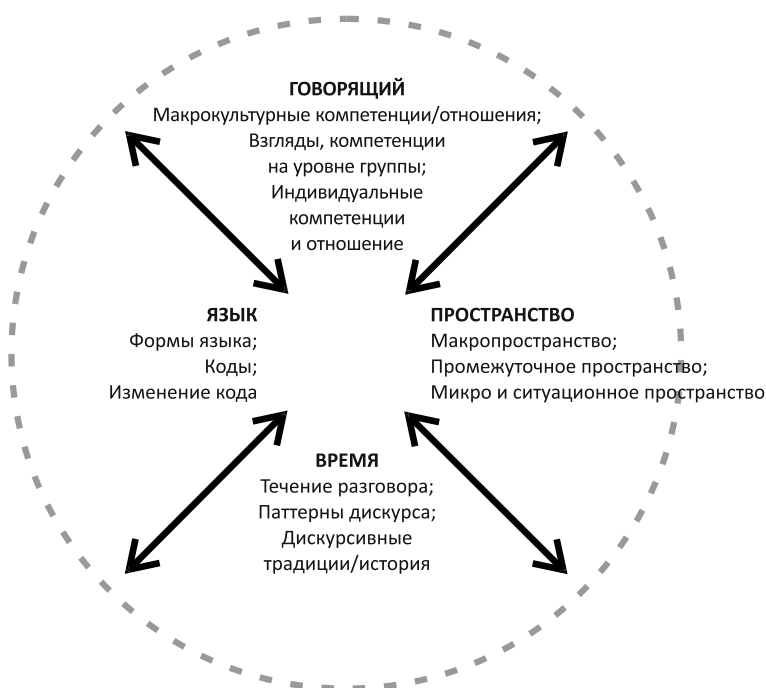 ГОВОРЯЩИЙ
Макрокультурные компетенции/отношения;
Взгляды, компетенции
на уровне группы;
Индивидуальные
компетенции
и отношение
ЯЗЫК
Формы языка;
Коды;
Изменение кода
ПРОСТРАНСТВО
Макропространство;
Промежуточное пространство;
Микро и ситуационное пространство
ВРЕМЯ
Течение разговора;
Паттерны дискурса;
Дискурсивные
традиции/история